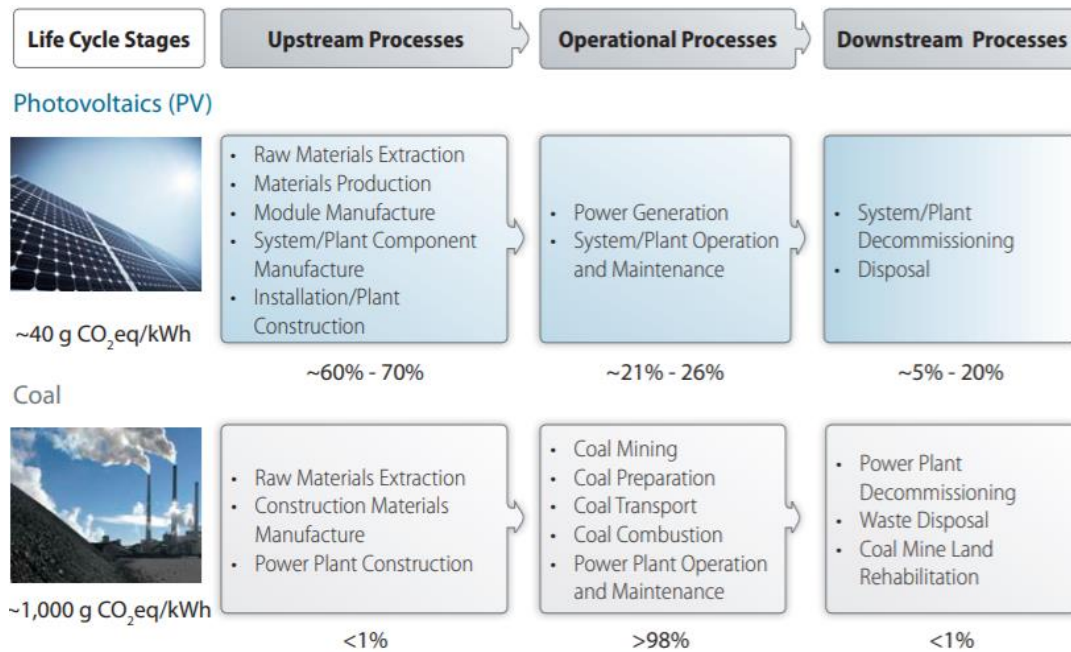 Life Cycle Stages
Upstream Processes
Operational Processes
Downstream Processes
Photovoltaics (PV)
• Raw Materials Extraction
• Materials Production
• Module Manufacture
• System/Plant Component
Manufacture
• Installation/Plant
Construction
• Power Generation
• System/Plant Operation
and Maintenance
• System/Plant
Decommissioning
• Disposal
~40 g CO₂eq/kWh
~60% - 70%
~21% - 26%
~5% - 20%
Coal
• Raw Materials Extraction
• Construction Materials
Manufacture
• Power Plant Construction
• Coal Mining
• Coal Preparation
• Coal Transport
• Coal Combustion
• Power Plant Operation
and Maintenance
• Power Plant
Decommissioning
• Waste Disposal
• Coal Mine Land
Rehabilitation
~1,000 g CO₂eq/kWh
<1%
>98%
<1%